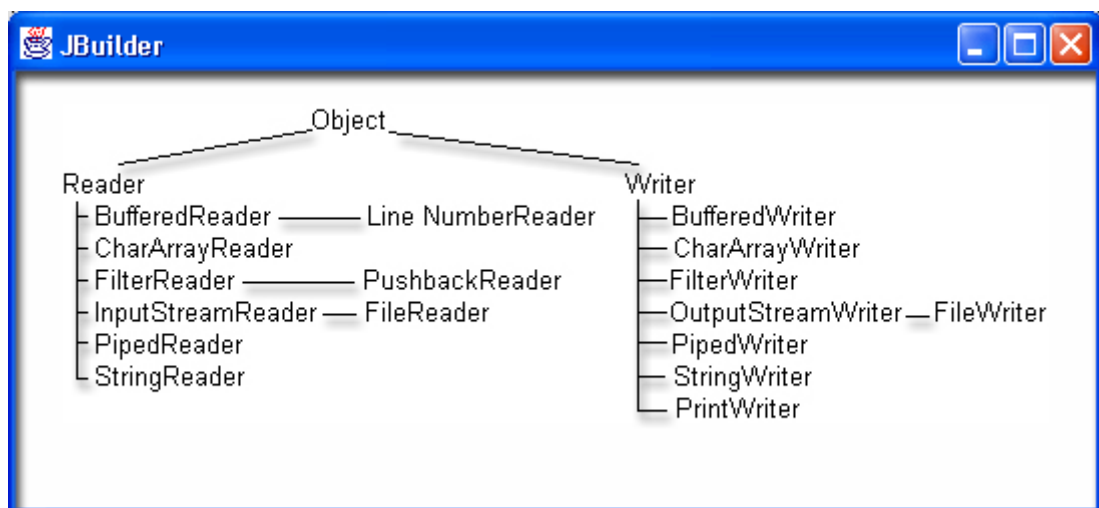 JBuilder
Object
Reader Writer
BufferedReader Line NumberReader BufferedWriter
CharArrayReader CharArrayWriter
FilterReader PushbackReader FilterWriter
InputStreamReader FileReader OutputStreamWriter FileWriter
PipedReader PipedWriter
StringReader StringWriter
PrintWriter